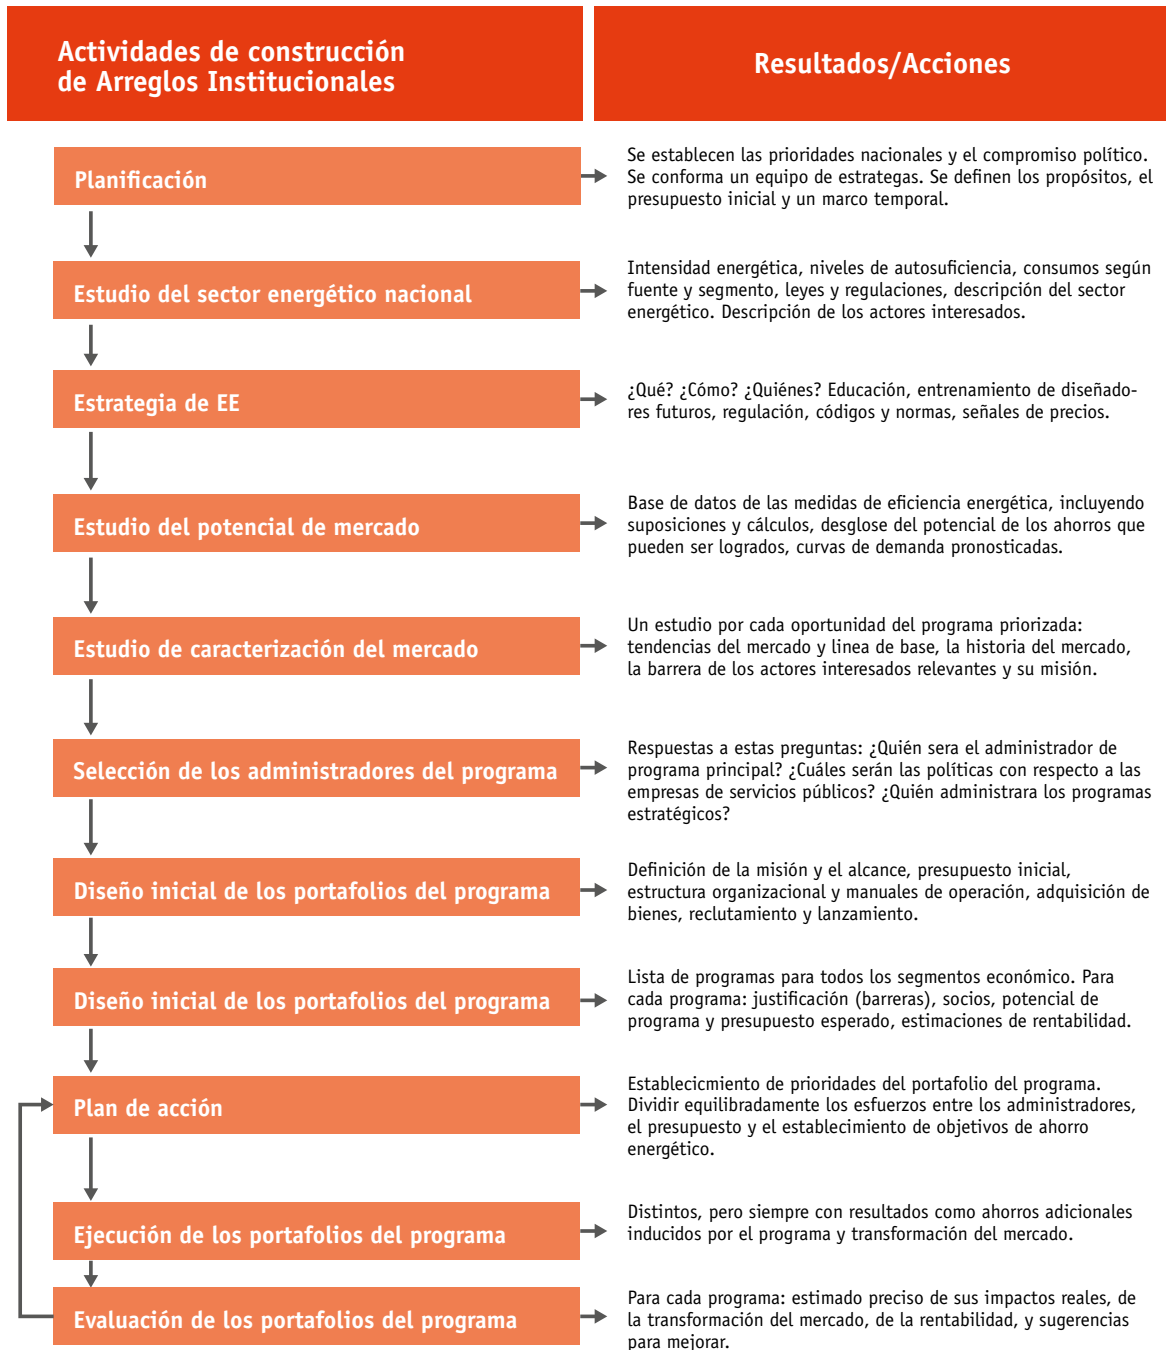 Actividades de construcción
de Arreglos Institucionales
Resultados/Acciones
Planificación
Se establecen las prioridades nacionales y el compromiso político.
Se conforma un equipo de estrategas. Se definen los propósitos, el
presupuesto inicial y un marco temporal.
Estudio del sector energético nacional
Intensidad energética, niveles de autosuficiencia, consumos según
fuente y segmento, leyes y regulaciones, descripción del sector
energético. Descripción de los actores interesados.
Estrategia de EE
¿Qué? ¿Cómo? ¿Quiénes? Educación, entrenamiento de diseñado-
res futuros, regulación, códigos y normas, señales de precios.
Estudio del potencial de mercado
Base de datos de las medidas de eficiencia energética, incluyendo
suposiciones y cálculos, desglose del potencial de los ahorros que
pueden ser logrados, curvas de demanda pronosticadas.
Estudio de caracterización del mercado
Un estudio por cada oportunidad del programa priorizada:
tendencias del mercado y linea de base, la historia del mercado,
la barrera de los actores interesados relevantes y su misión.
Selección de los administradores del programa
Respuestas a estas preguntas: ¿Quién sera el administrador de
programa principal? ¿Cuáles serán las políticas con respecto a las
empresas de servicios públicos? ¿Quién administrara los programas
estratégicos?
Diseño inicial de los portafolios del programa
Definición de la misión y el alcance, presupuesto inicial,
estructura organizacional y manuales de operación, adquisición de
bienes, reclutamiento y lanzamiento.
Diseño inicial de los portafolios del programa
Lista de programas para todos los segmentos económico. Para
cada programa: justificación (barreras), socios, potencial de
programa y presupuesto esperado, estimaciones de rentabilidad.
Plan de acción
Establecicmiento de prioridades del portafolio del programa.
Dividir equilibradamente los esfuerzos entre los administradores,
el presupuesto y el establecimiento de objetivos de ahorro
energético.
Ejecución de los portafolios del programa
Distintos, pero siempre con resultados como ahorros adicionales
inducidos por el programa y transformación del mercado.
Evaluación de los portafolios del programa
Para cada programa: estimado preciso de sus impactos reales, de
la transformación del mercado, de la rentabilidad, y sugerencias
para mejorar.